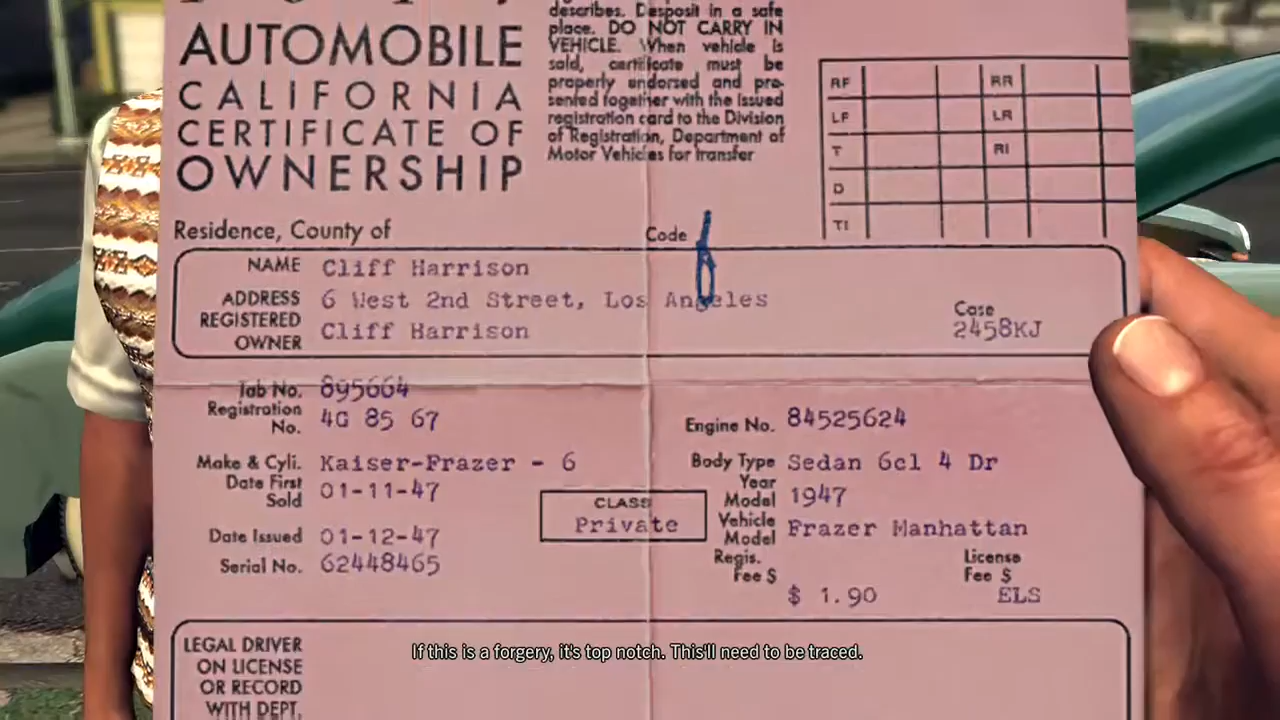 AUTOMOBILE
CALIFORNIA
CERTIFICATE OF
OWNERSHIP
describes. Desposit in a safe
place. DO NOT CARRY IN
VEHICLE. When vehicle is
sold, certificate must be
properly endorsed and pre-
sented together with the issued
registration card to the Division
of Registration, Department of
Motor Vehicles for transfer
RF RR
LF LR
T RI
D
TI
Residence, County of Code
NAME Cliff Harrison
ADDRESS 6 West 2nd Street, Los Angeles
REGISTERED OWNER Cliff Harrison
Case
2458KJ
Tab No. 895664
Registration No. 4G 85 67
Engine No. 84525624
Make & Cyli. Kaiser-Frazer - 6
Body Type Sedan 6cl 4 Dr
Date First Sold 01-11-47
Year Model 1947
CLASS
Private
Date Issued 01-12-47
Vehicle Model Frazer Manhattan
Serial No. 62448465
Regis. Fee $ $ 1.90
License Fee $ ELS
LEGAL DRIVER
ON LICENSE
OR RECORD
WITH DEPT.
If this is a forgery, it's top notch. This'll need to be traced.